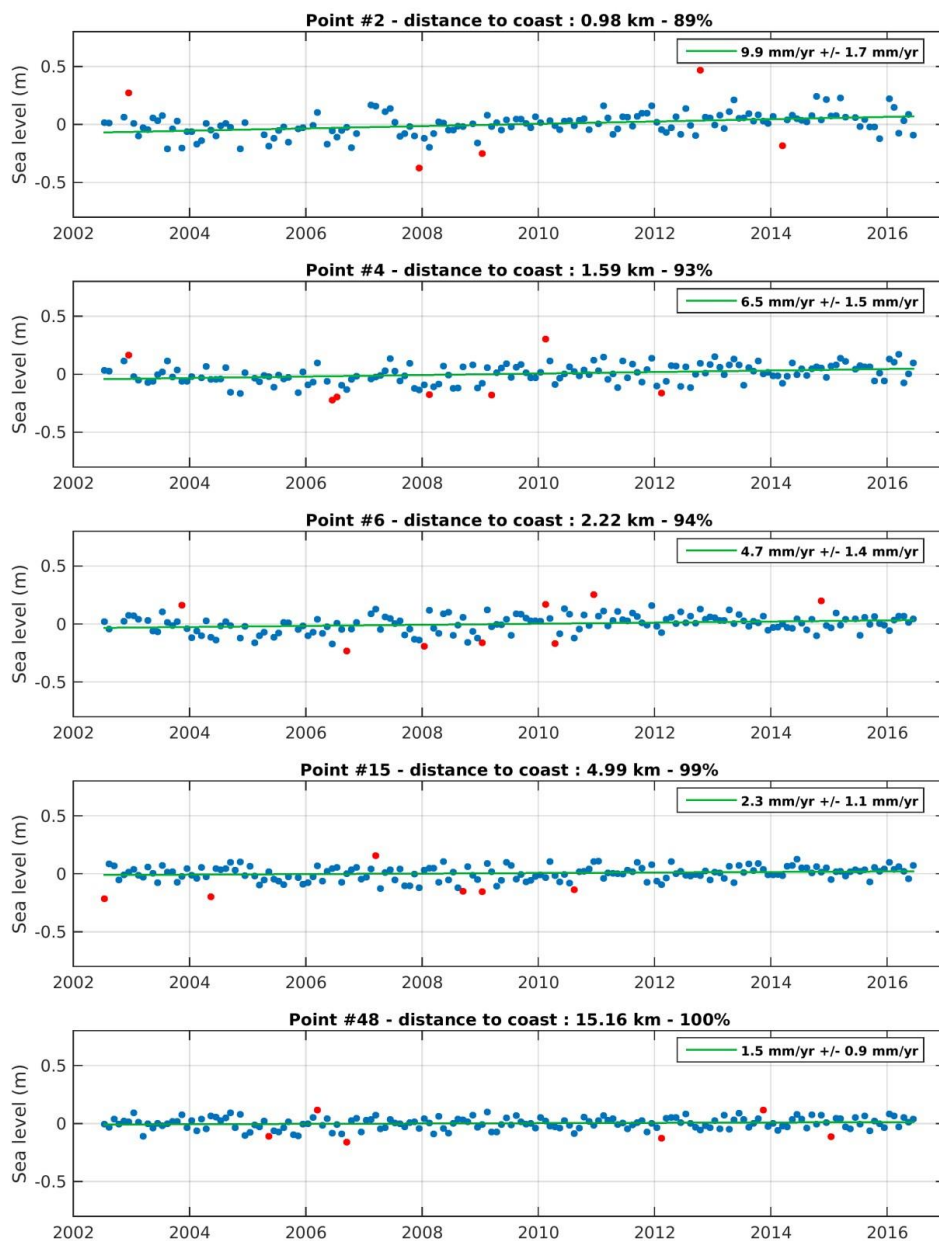 Point #2 - distance to coast : 0.98 km - 89%
9.9 mm/yr +/- 1.7 mm/yr
Sea level (m)
0.5
0
-0.5
2002 2004 2006 2008 2010 2012 2014 2016
Point #4 - distance to coast : 1.59 km - 93%
6.5 mm/yr +/- 1.5 mm/yr
Sea level (m)
0.5
0
-0.5
2002 2004 2006 2008 2010 2012 2014 2016
Point #6 - distance to coast : 2.22 km - 94%
4.7 mm/yr +/- 1.4 mm/yr
Sea level (m)
0.5
0
-0.5
2002 2004 2006 2008 2010 2012 2014 2016
Point #15 - distance to coast : 4.99 km - 99%
2.3 mm/yr +/- 1.1 mm/yr
Sea level (m)
0.5
0
-0.5
2002 2004 2006 2008 2010 2012 2014 2016
Point #48 - distance to coast : 15.16 km - 100%
1.5 mm/yr +/- 0.9 mm/yr
Sea level (m)
0.5
0
-0.5
2002 2004 2006 2008 2010 2012 2014 2016